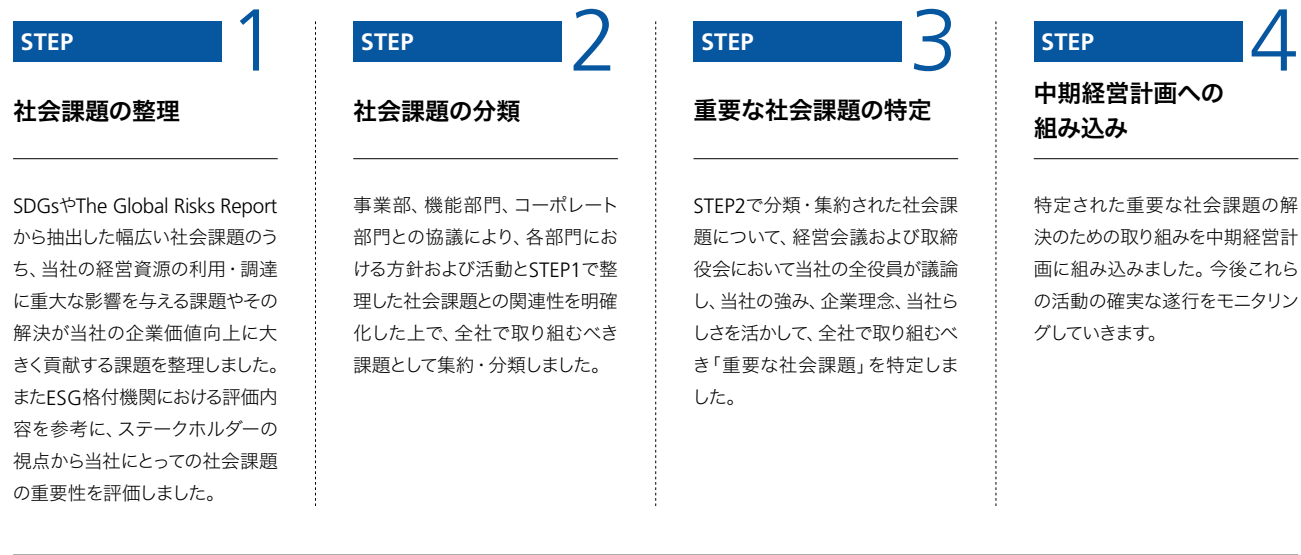 STEP 1
社会課題の整理
SDGsやThe Global Risks Report
から抽出した幅広い社会課題のう
ち、当社の経営資源の利用・調達
に重大な影響を与える課題やその
解決が当社の企業価値向上に大
きく貢献する課題を整理しました。
またESG格付機関における評価内
容を参考に、ステークホルダーの
視点から当社にとっての社会課題
の重要性を評価しました。
STEP 2
社会課題の分類
事業部、機能部門、コーポレート
部門との協議により、各部門にお
ける方針および活動とSTEP1で整
理した社会課題との関連性を明確
化した上で、全社で取り組むべき
課題として集約・分類しました。
STEP 3
重要な社会課題の特定
STEP2で分類・集約された社会課
題について、経営会議および取締
役会において当社の全役員が議論
し、当社の強み、企業理念、当社ら
しさを活かして、全社で取り組むべ
き「重要な社会課題」を特定しま
した。
STEP 4
中期経営計画への
組み込み
特定された重要な社会課題の解
決のための取り組みを中期経営計
画に組み込みました。今後これら
の活動の確実な遂行をモニタリン
グしていきます。